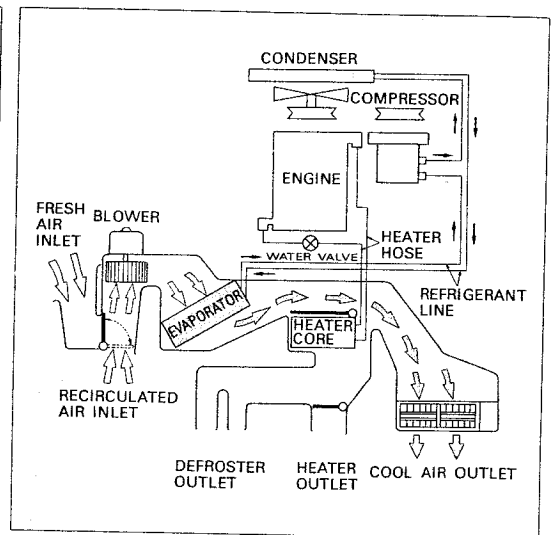 CONDENSER
COMPRESSOR
ENGINE
FRESH
AIR
INLET
BLOWER
HEATER
HOSE
WATER VALVE
REFRIGERANT
LINE
EVAPORATOR
HEATER
CORE
RECIRCULATED
AIR INLET
DEFROSTER
OUTLET
HEATER
OUTLET
COOL AIR OUTLET